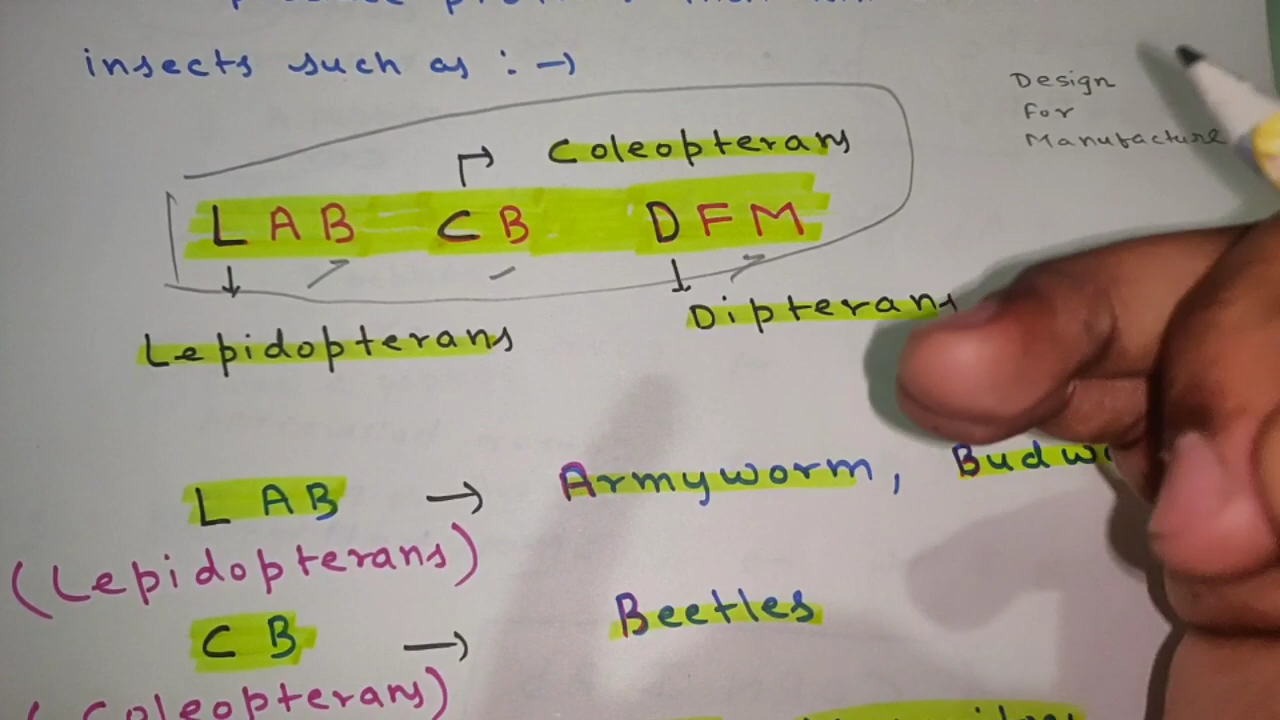 insects such as :→
Design
For
Manufacture
Coleopterans
LAB CB DFM
Dipterans
Lepidopterans
LAB → Armyworm,
(Lepidopterans)
CB → Beetles
(Coleopterans)